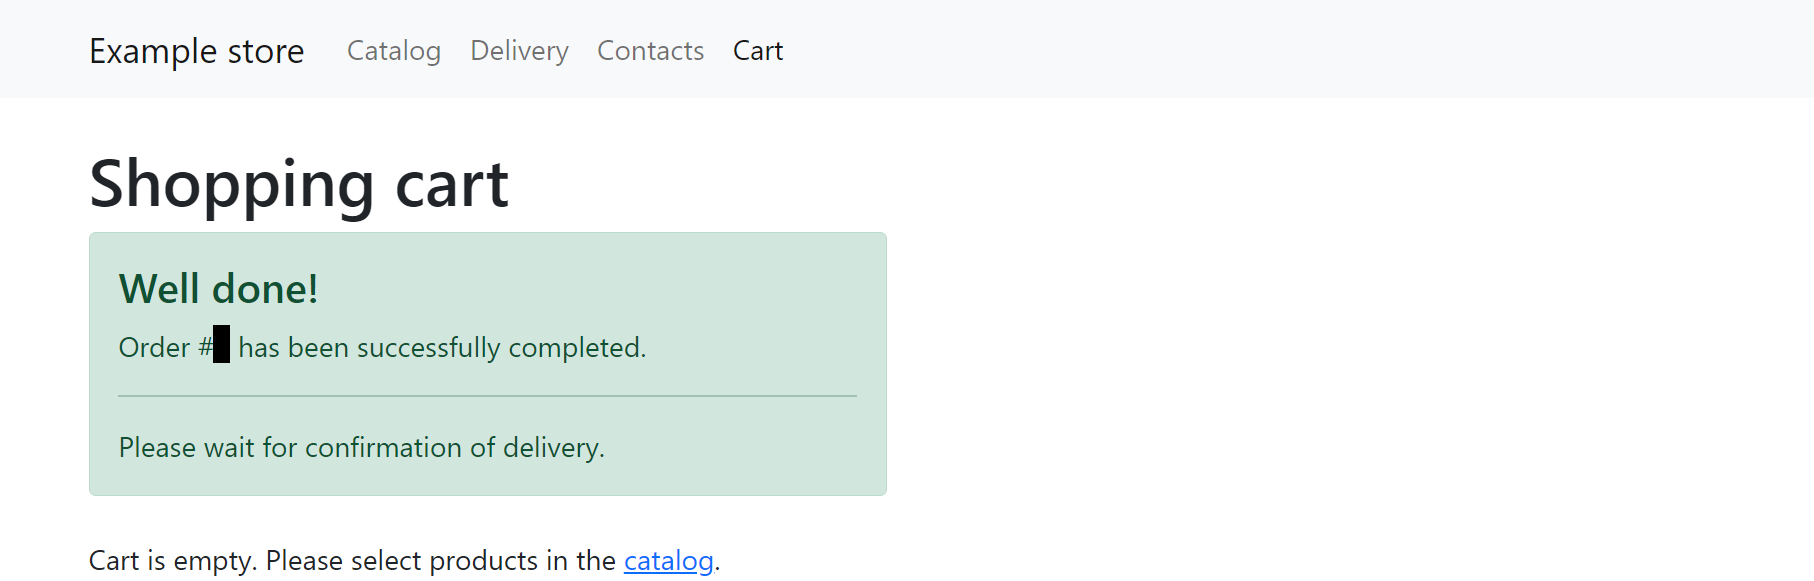 Example store Catalog Delivery Contacts Cart
Shopping cart
Well done!
Order # has been successfully completed.
Please wait for confirmation of delivery.
Cart is empty. Please select products in the catalog.